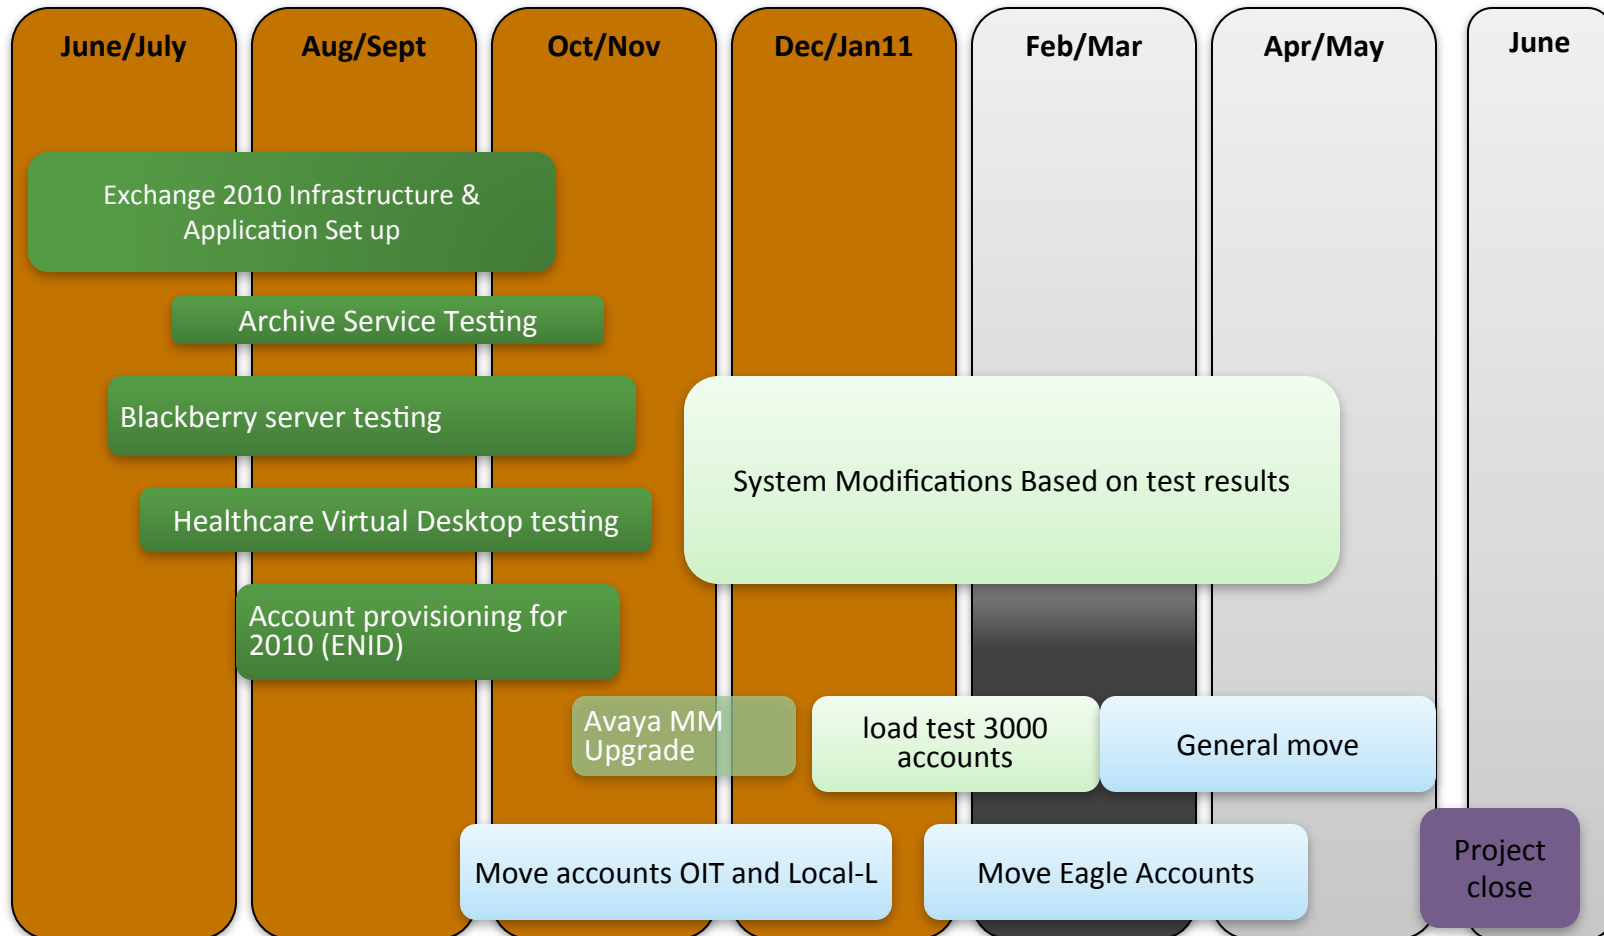 June/July
Aug/Sept
Oct/Nov
Dec/Jan11
Feb/Mar
Apr/May
June
Exchange 2010 Infrastructure &
Application Set up
Archive Service Testing
Blackberry server testing
System Modifications Based on test results
Healthcare Virtual Desktop testing
Account provisioning for
2010 (ENID)
Avaya MM
Upgrade
load test 3000
accounts
General move
Move accounts OIT and Local-L
Move Eagle Accounts
Project
close